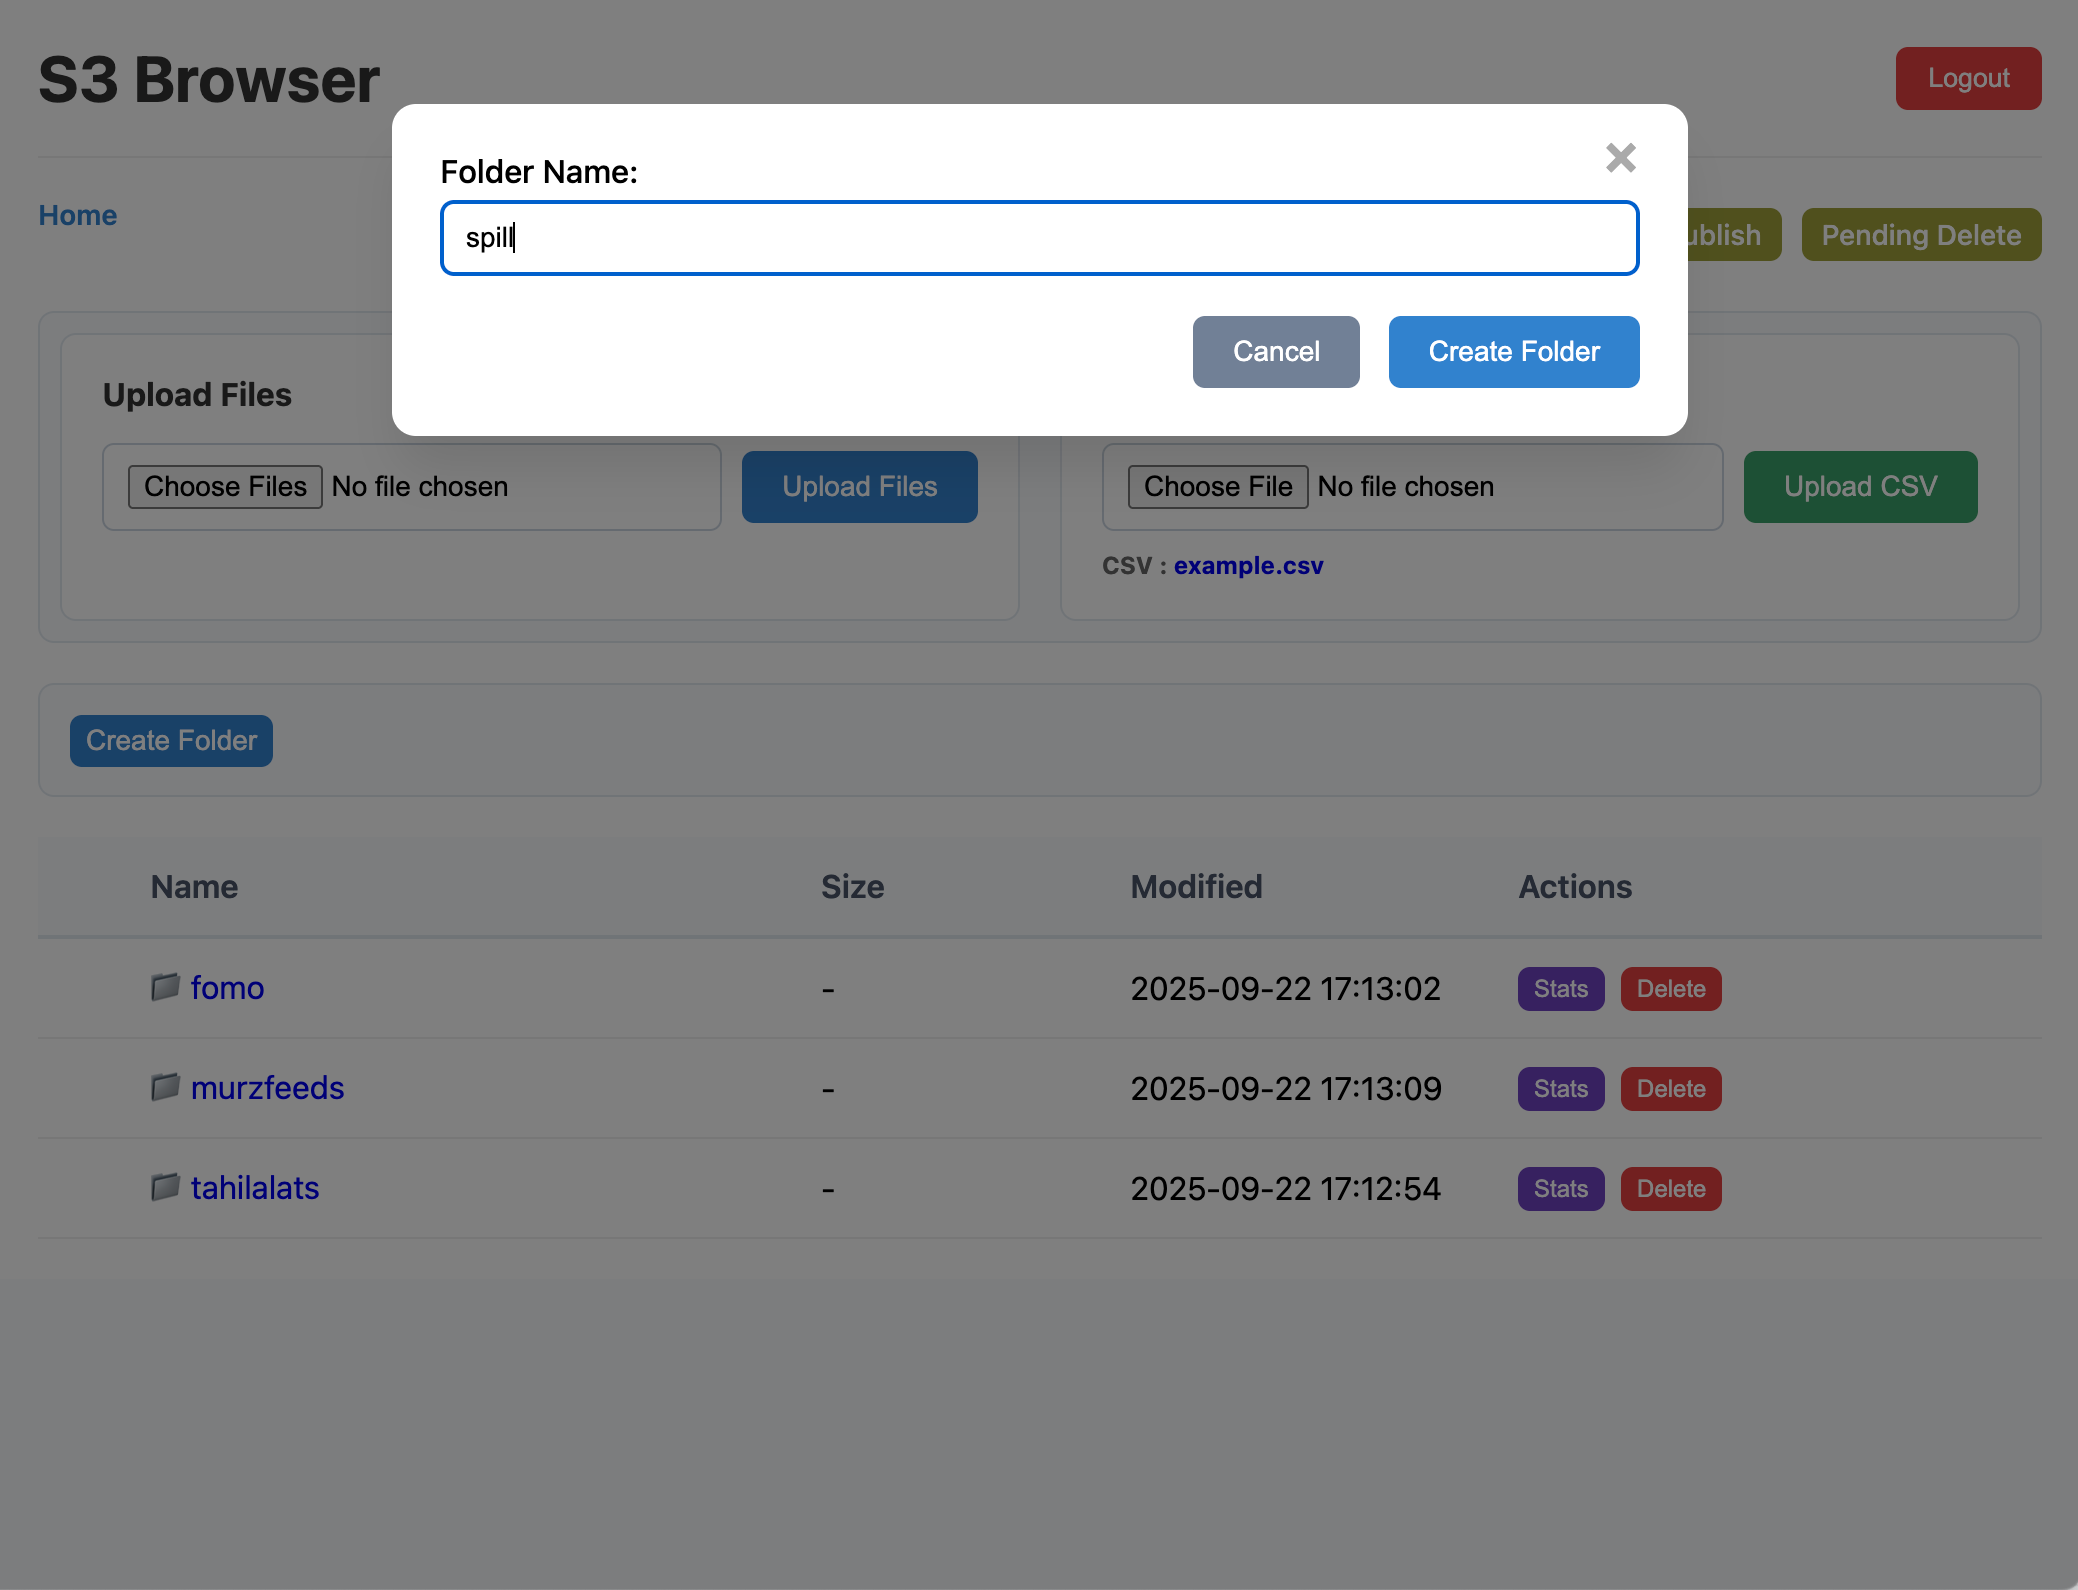 S3 Browser
Logout
Folder Name:
×
spill
Cancel
Create Folder
Home
Pending Delete
Upload Files
Choose Files No file chosen
Upload Files
Choose File No file chosen
Upload CSV
CSV : example.csv
Create Folder
Name Size Modified Actions
fomo - 2025-09-22 17:13:02 Stats Delete
murzfeeds - 2025-09-22 17:13:09 Stats Delete
tahilalats - 2025-09-22 17:12:54 Stats Delete